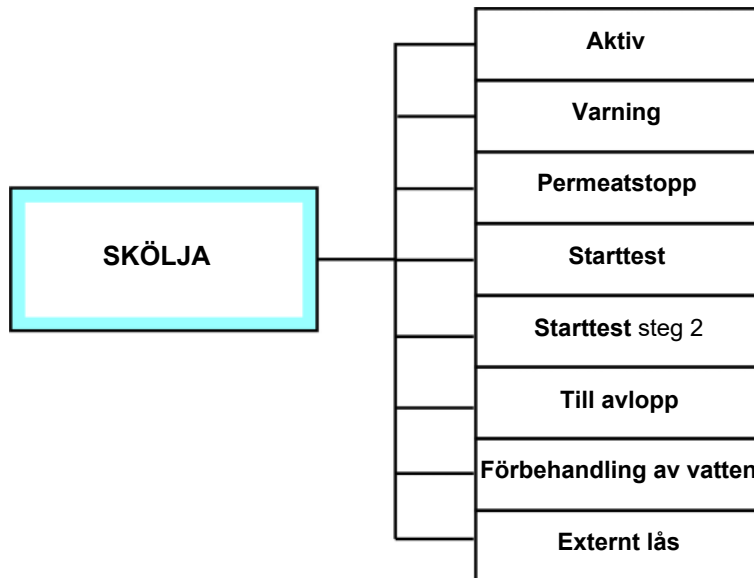 SKÖLJA
Aktiv
Varning
Permeatstopp
Starttest
Starttest steg 2
Till avlopp
Förbehandling av vatten
Externt lås